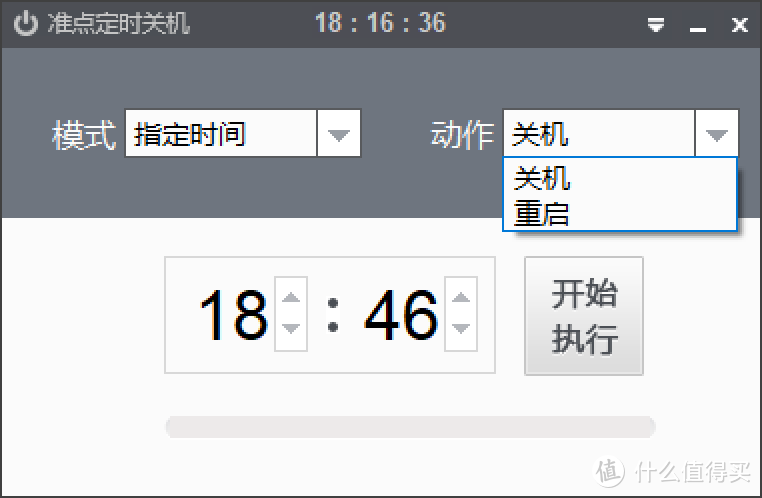 准点定时关机 18:16:36
模式 指定时间 动作 关机
关机
重启
18:46 开始
执行
值 什么值得买